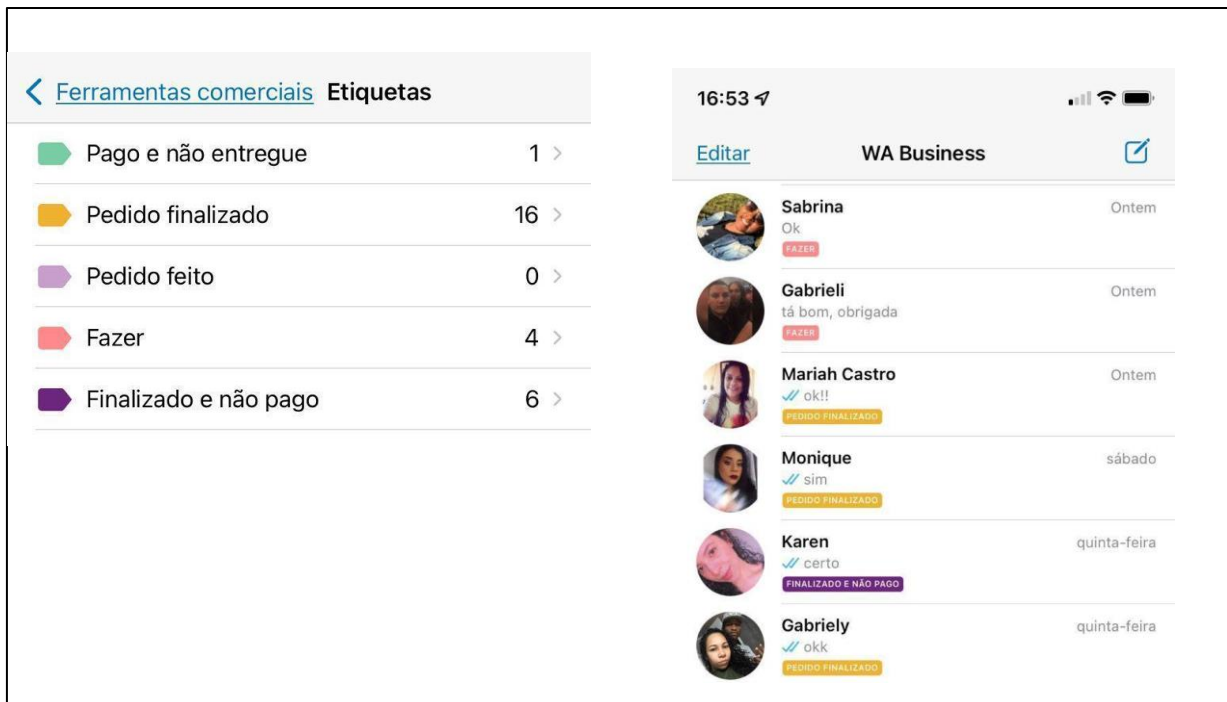 Ferramentas comerciais Etiquetas
Pago e não entregue 1
Pedido finalizado 16
Pedido feito 0
Fazer 4
Finalizado e não pago 6
16:53
Editar WA Business
Sabrina Ontem
Ok
FAZER
Gabrieli Ontem
tá bom, obrigada
FAZER
Mariah Castro Ontem
ok!!
PEDIDO FINALIZADO
Monique sábado
sim
PEDIDO FINALIZADO
Karen quinta-feira
certo
FINALIZADO E NÃO PAGO
Gabriely quinta-feira
okk
PEDIDO FINALIZADO